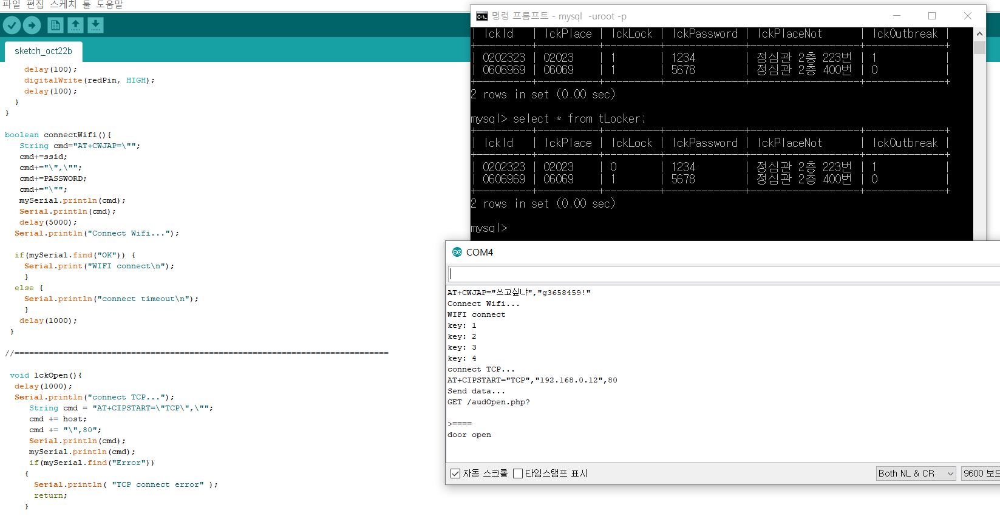 파일 편집 스케치 툴 도움말
sketch_oct22b
delay(100);
digitalWrite(redPin, HIGH);
delay(100);
}
}
boolean connectWifi(){
String cmd="AT+CWJAP=\"";
cmd+=ssid;
cmd+="\",\"";
cmd+=PASSWORD;
cmd+="\"";
mySerial.println(cmd);
Serial.println(cmd);
delay(5000);
Serial.println("Connect Wifi...");
if(mySerial.find("OK")) {
Serial.print("WIFI connect\n");
}
else {
Serial.println("connect timeout\n");
}
delay(1000);
}
//=============================================================================
void lckOpen(){
delay(1000);
Serial.println("connect TCP...");
String cmd = "AT+CIPSTART=\"TCP\",\"";
cmd += host;
cmd += "\",80";
Serial.println(cmd);
mySerial.println(cmd);
if(mySerial.find("Error"))
{
Serial.println( "TCP connect error" );
return;
}
명령 프롬프트 - mysql -uroot -p
| lckId | lckPlace | lckLock | lckPassword | lckPlaceNot | lckOutbreak |
+---------+----------+---------+-------------+------------------+-------------+
| 0202323 | 02023 | 1 | 1234 | 정심관 2층 223번 | 1 |
| 0606969 | 06069 | 1 | 5678 | 정심관 2층 400번 | 0 |
+---------+----------+---------+-------------+------------------+-------------+
2 rows in set (0.00 sec)
mysql> select * from tLocker;
+---------+----------+---------+-------------+------------------+-------------+
| lckId | lckPlace | lckLock | lckPassword | lckPlaceNot | lckOutbreak |
+---------+----------+---------+-------------+------------------+-------------+
| 0202323 | 02023 | 0 | 1234 | 정심관 2층 223번 | 1 |
| 0606969 | 06069 | 1 | 5678 | 정심관 2층 400번 | 0 |
+---------+----------+---------+-------------+------------------+-------------+
2 rows in set (0.00 sec)
mysql>
COM4
AT+CWJAP="쓰고싶냐","g3658459!"
Connect Wifi...
WIFI connect
key: 1
key: 2
key: 3
key: 4
connect TCP...
AT+CIPSTART="TCP","192.168.0.12",80
Send data...
GET /audOpen.php?
>====
door open
자동 스크롤 타임스탬프 표시 Both NL & CR 9600 보드